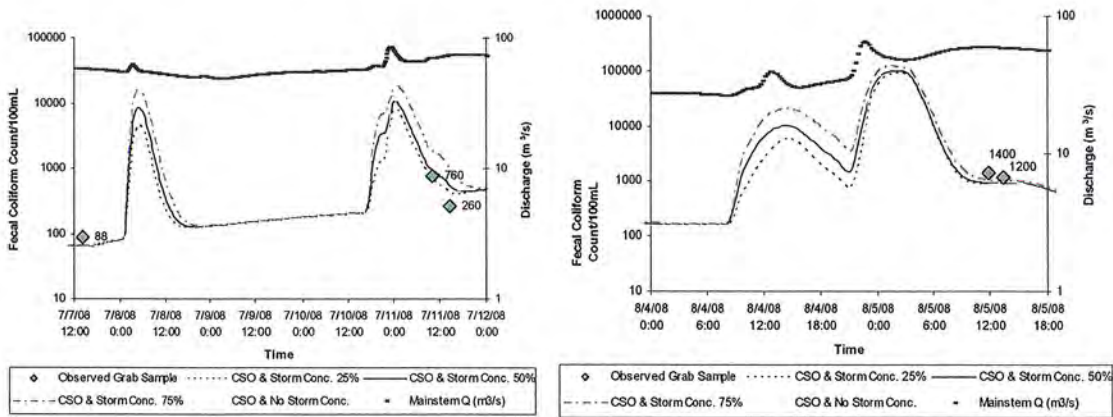 100000
10000
1000
100
10
Fecal Coliform Count/100mL
100
10
1
Discharge (m³/s)
88
760
260
7/7/08 7/8/08 7/8/08 7/9/08 7/9/08 7/10/08 7/10/08 7/11/08 7/11/08 7/12/08
12:00 0:00 12:00 0:00 12:00 0:00 12:00 0:00 12:00 0:00
Time
Observed Grab Sample CSO & Storm Conc. 25% CSO & Storm Conc. 50%
CSO & Storm Conc. 75% CSO & No Storm Conc. Mainstem Q (m3/s)
1000000
100000
10000
1000
100
10
Fecal Coliform
Count/100mL
100
10
1
Discharge (m³/s)
1400
1200
8/4/08 8/4/08 8/4/08 8/4/08 8/5/08 8/5/08 8/5/08 8/5/08
0:00 6:00 12:00 18:00 0:00 6:00 12:00 18:00
Time
Observed Grab Sample CSO & Storm Conc. 25% CSO & Storm Conc. 50%
CSO & Storm Conc. 75% CSO & No Storm Conc. Mainstem Q (m3/s)